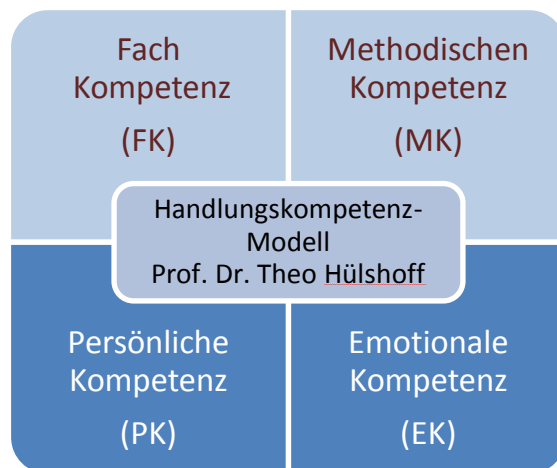 Fach
Kompetenz
(FK)
Methodischen
Kompetenz
(MK)
Handlungskompetenz-
Modell
Prof. Dr. Theo Hülshoff
Persönliche
Kompetenz
(PK)
Emotionale
Kompetenz
(EK)